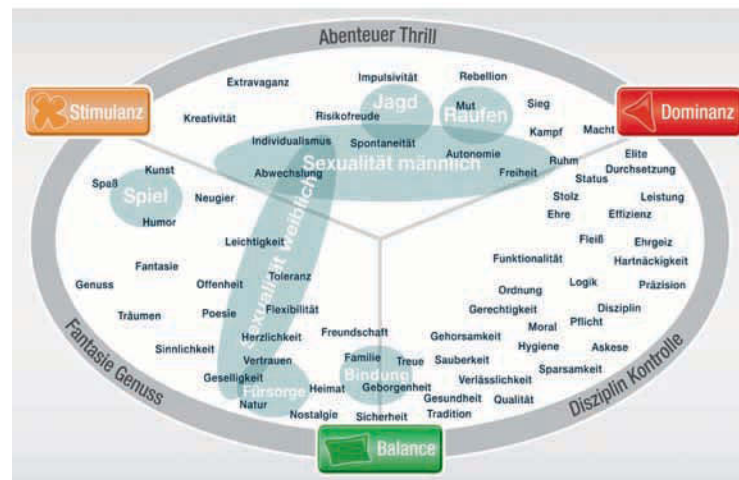 Abenteuer Thrill
Extravaganz
Impulsivität
Rebellion
Stimulanz
Jagd
Mut
Sieg
Dominanz
Kreativität
Risikofreude
Raufen
Kampf
Macht
Individualismus
Spontaneität
Autonomie
Ruhm
Elite
Sexualität männlich
Durchsetzung
Kunst
Abwechslung
Freiheit
Status
Spaß
Spiel
Neugier
Stolz
Leistung
Humor
Ehre
Effizienz
Sexualität weiblich
Leichtigkeit
Fleiß
Ehrgeiz
Funktionalität
Hartnäckigkeit
Fantasie
Genuss
Offenheit
Toleranz
Logik
Präzision
Ordnung
Träumen
Poesie
Flexibilität
Gerechtigkeit
Disziplin
Moral
Pflicht
Freundschaft
Herzlichkeit
Gehorsamkeit
Hygiene
Askese
Sinnlichkeit
Vertrauen
Familie
Treue
Sauberkeit
Sparsamkeit
Geselligkeit
Bindung
Verlässlichkeit
Fürsorge
Heimat
Geborgenheit
Gesundheit
Qualität
Natur
Nostalgie
Sicherheit
Tradition
Fantasie Genuss
Disziplin Kontrolle
Balance